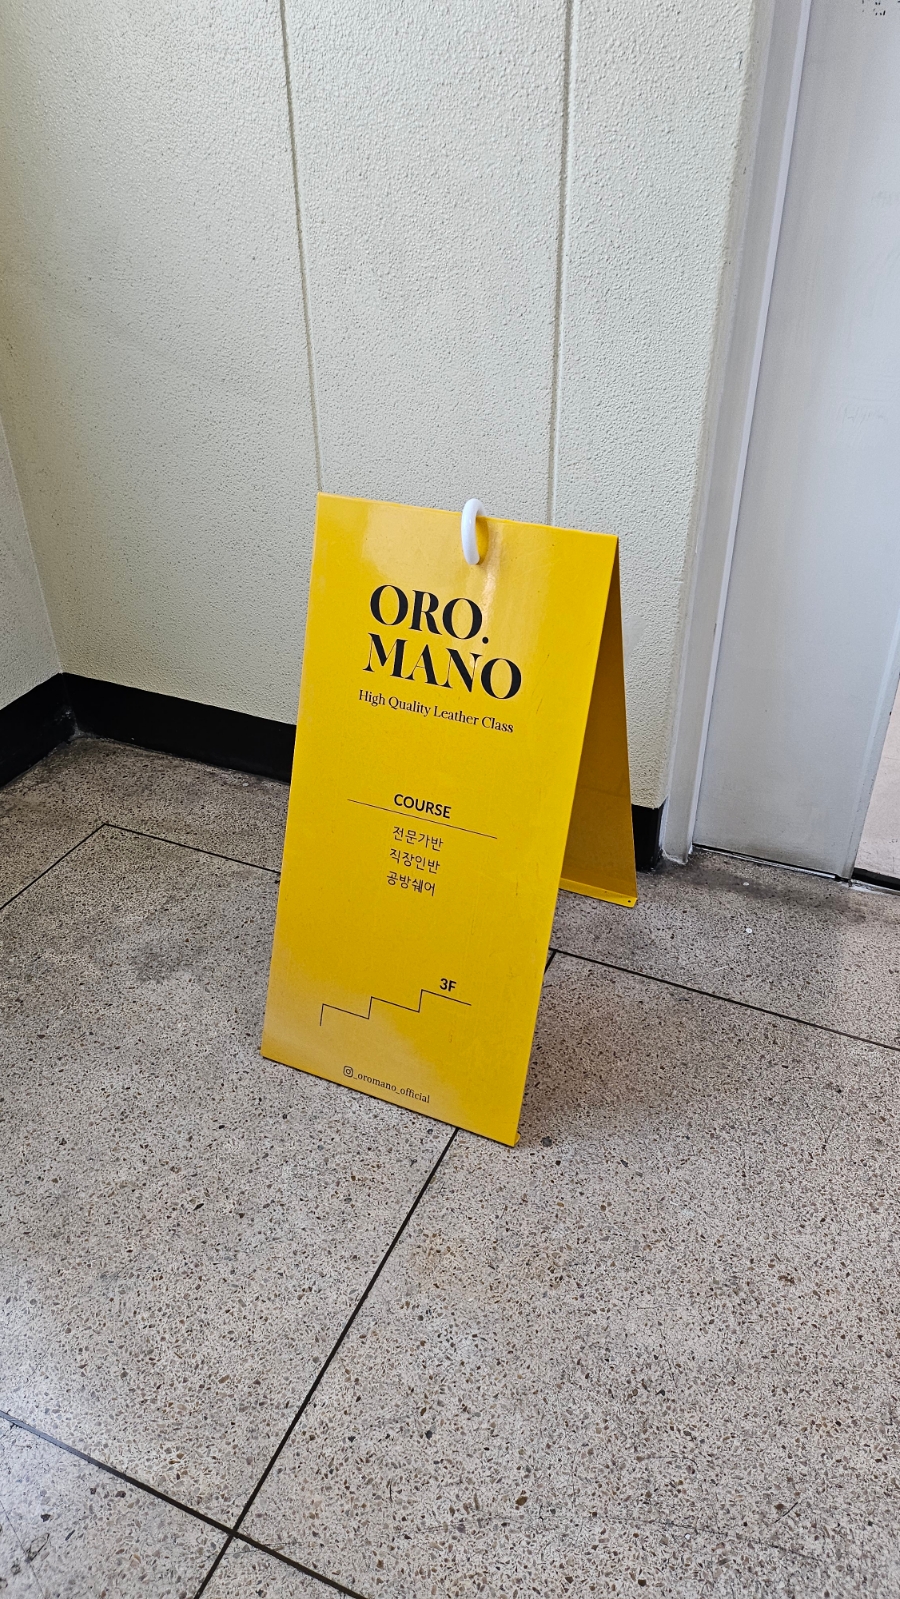 ORO.
MANO
High Quality Leather Class
COURSE
전문가반
직장인반
공방쉐어
3F
_oromano_official